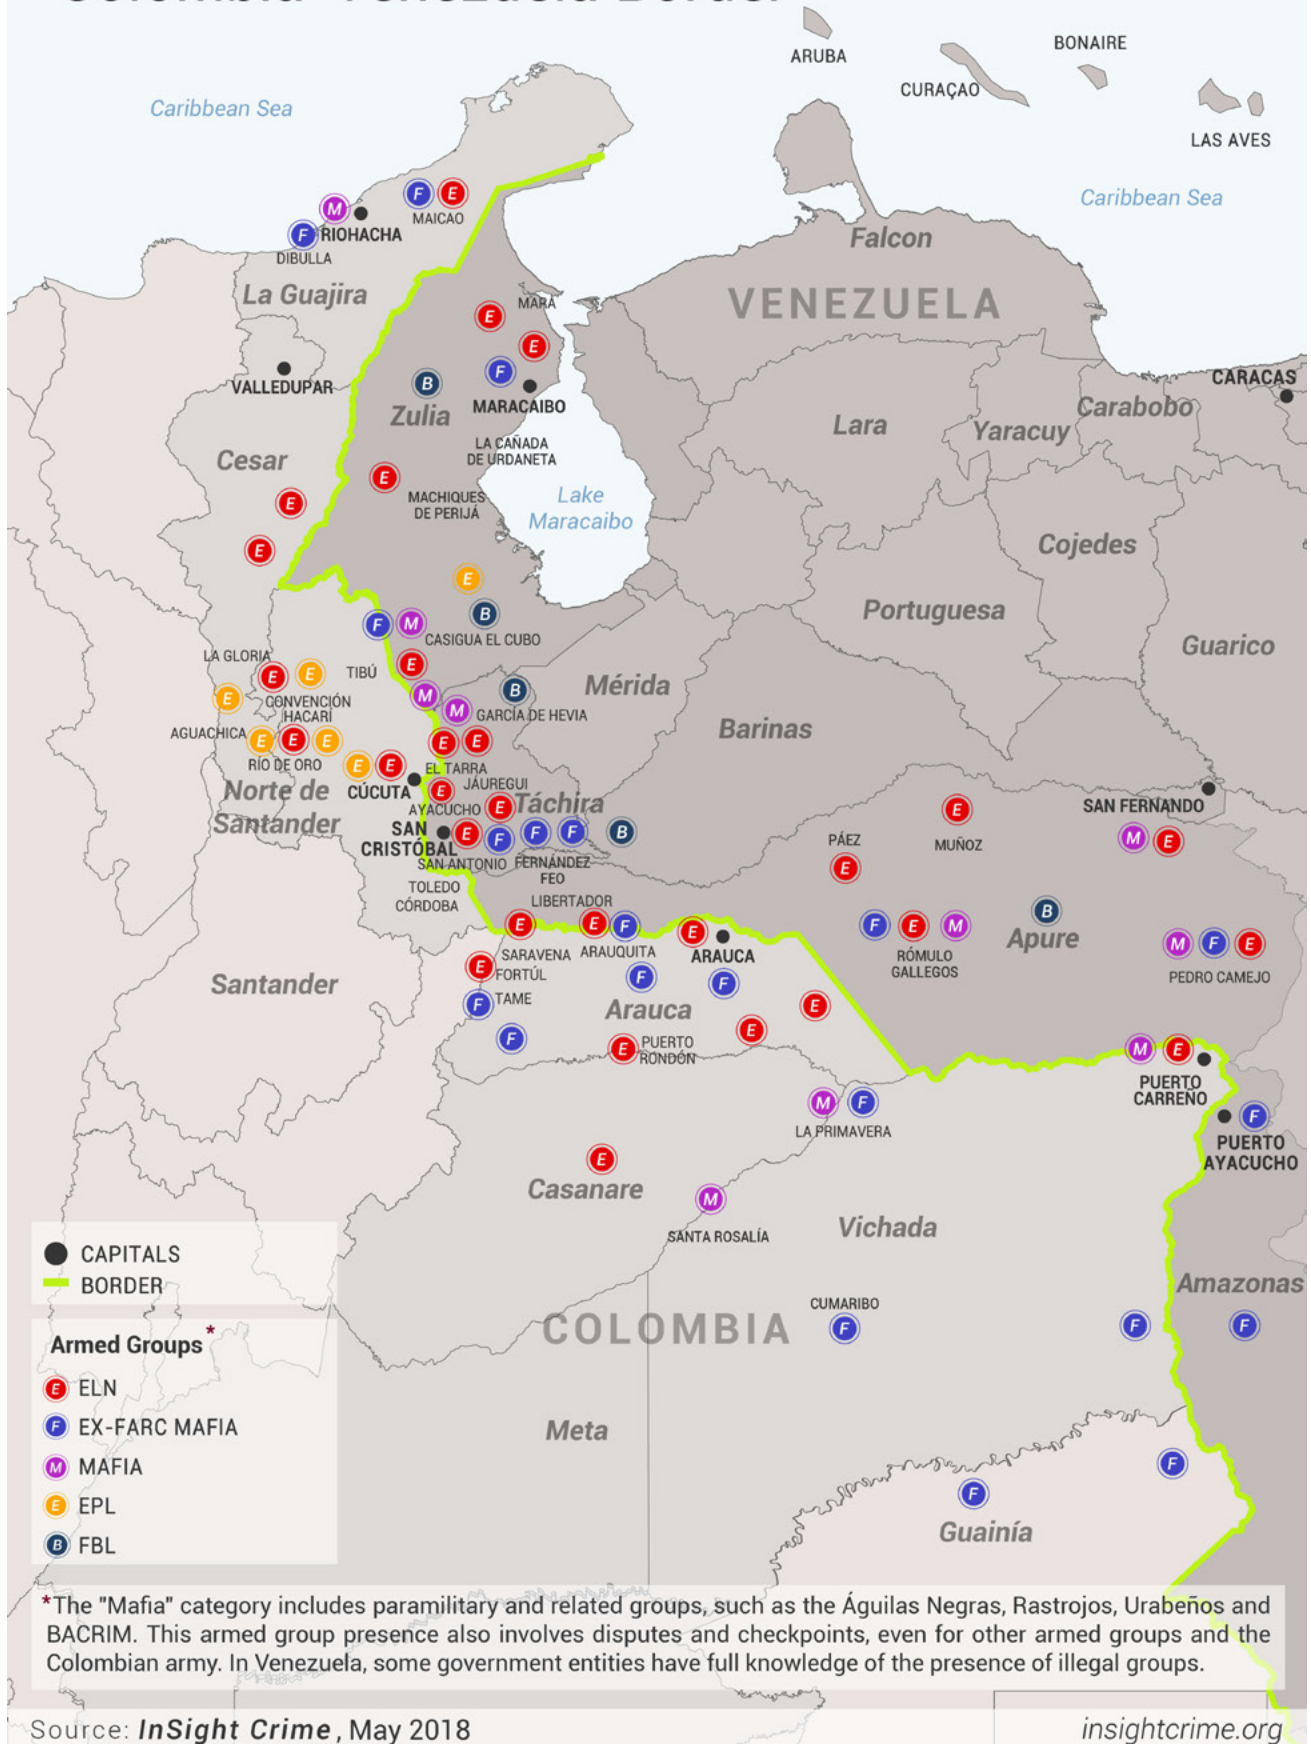 Colombia-Venezuela Border
ARUBA
BONAIRE
CURAÇAO
LAS AVES
Caribbean Sea
Caribbean Sea
F
E
MAICAO
M
RIOHACHA
F
DIBULLA
La Guajira
Falcon
VENEZUELA
MARA
E
E
F
MARACAIBO
B
Zulia
VALLEDUPAR
CARACAS
Carabobo
Yaracuy
Lara
LA CAÑADA
DE URDANETA
Cesar
E
MACHIQUES
DE PERIJÁ
Lake
Maracaibo
E
E
Cojedes
Portuguesa
Guarico
E
B
F
M
CASIGUA EL CUBO
LA GLORIA
E
E
TIBÚ
E
E
CONVENCIÓN
HACARÍ
M
M
B
GARCÍA DE HEVIA
Mérida
Barinas
AGUACHICA
E
E
E
RÍO DE ORO
E
E
EL TARRA
E
E
CÚCUTA
JÁUREGUI
E
AYACUCHO
E
Táchira
Norte de
Santander
SAN
CRISTÓBAL
E
F
F
F
B
SAN ANTONIO
FERNÁNDEZ
FEO
SAN FERNANDO
M
E
E
MUÑOZ
PÁEZ
E
TOLEDO
CÓRDOBA
LIBERTADOR
E
SARAVENA
E
F
ARAUQUITA
E
ARAUCA
F
E
M
RÓMULO
GALLEGOS
B
Apure
M
F
E
PEDRO CAMEJO
E
FORTÚL
F
TAME
F
F
F
Arauca
E
E
E
PUERTO
RONDÓN
Santander
M
E
PUERTO
CARREÑO
F
PUERTO
AYACUCHO
M
F
LA PRIMAVERA
E
Casanare
M
SANTA ROSALÍA
Vichada
Amazonas
CUMARIBO
F
F
F
COLOMBIA
Meta
F
F
Guainía
CAPITALS
BORDER
Armed Groups *
E ELN
F EX-FARC MAFIA
M MAFIA
E EPL
B FBL
*The "Mafia" category includes paramilitary and related groups, such as the Águilas Negras, Rastrojos, Urabeños and
BACRIM. This armed group presence also involves disputes and checkpoints, even for other armed groups and the
Colombian army. In Venezuela, some government entities have full knowledge of the presence of illegal groups.
Source: InSight Crime, May 2018
insightcrime.org